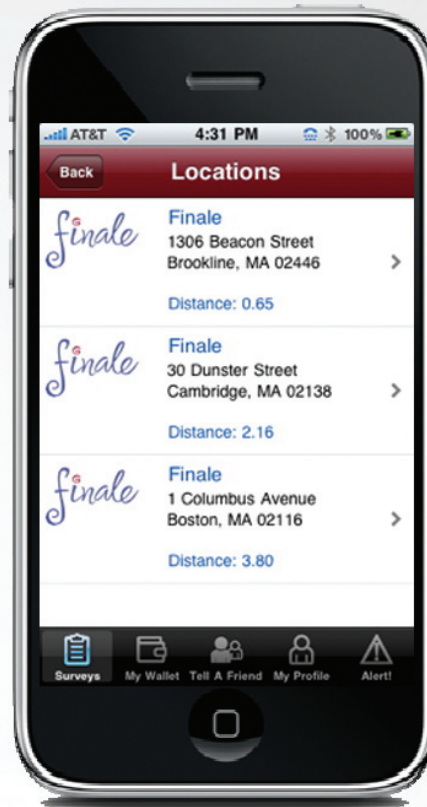 AT&T 4:31 PM 100%
Back Locations
finale
Finale
1306 Beacon Street
Brookline, MA 02446
Distance: 0.65
finale
Finale
30 Dunster Street
Cambridge, MA 02138
Distance: 2.16
finale
Finale
1 Columbus Avenue
Boston, MA 02116
Distance: 3.80
Surveys My Wallet Tell A Friend My Profile Alert!